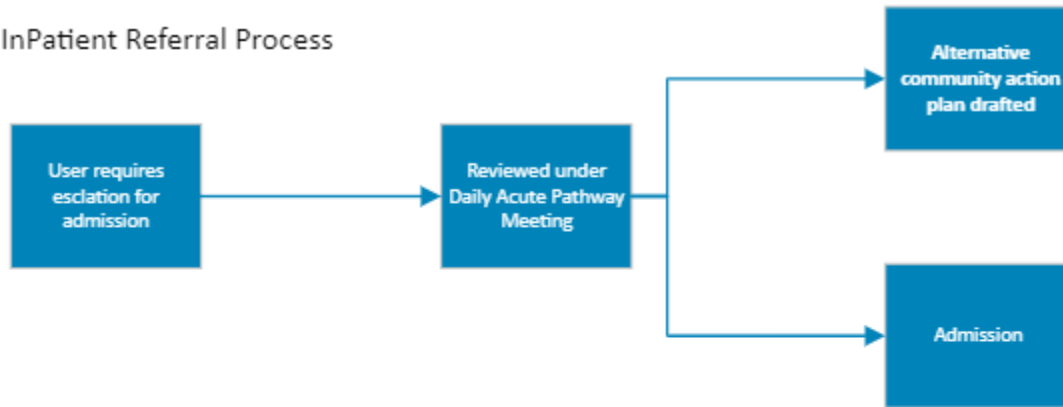 InPatient Referral Process
User requires
esclation for
admission
Reviewed under
Daily Acute Pathway
Meeting
Alternative
community action
plan drafted
Admission